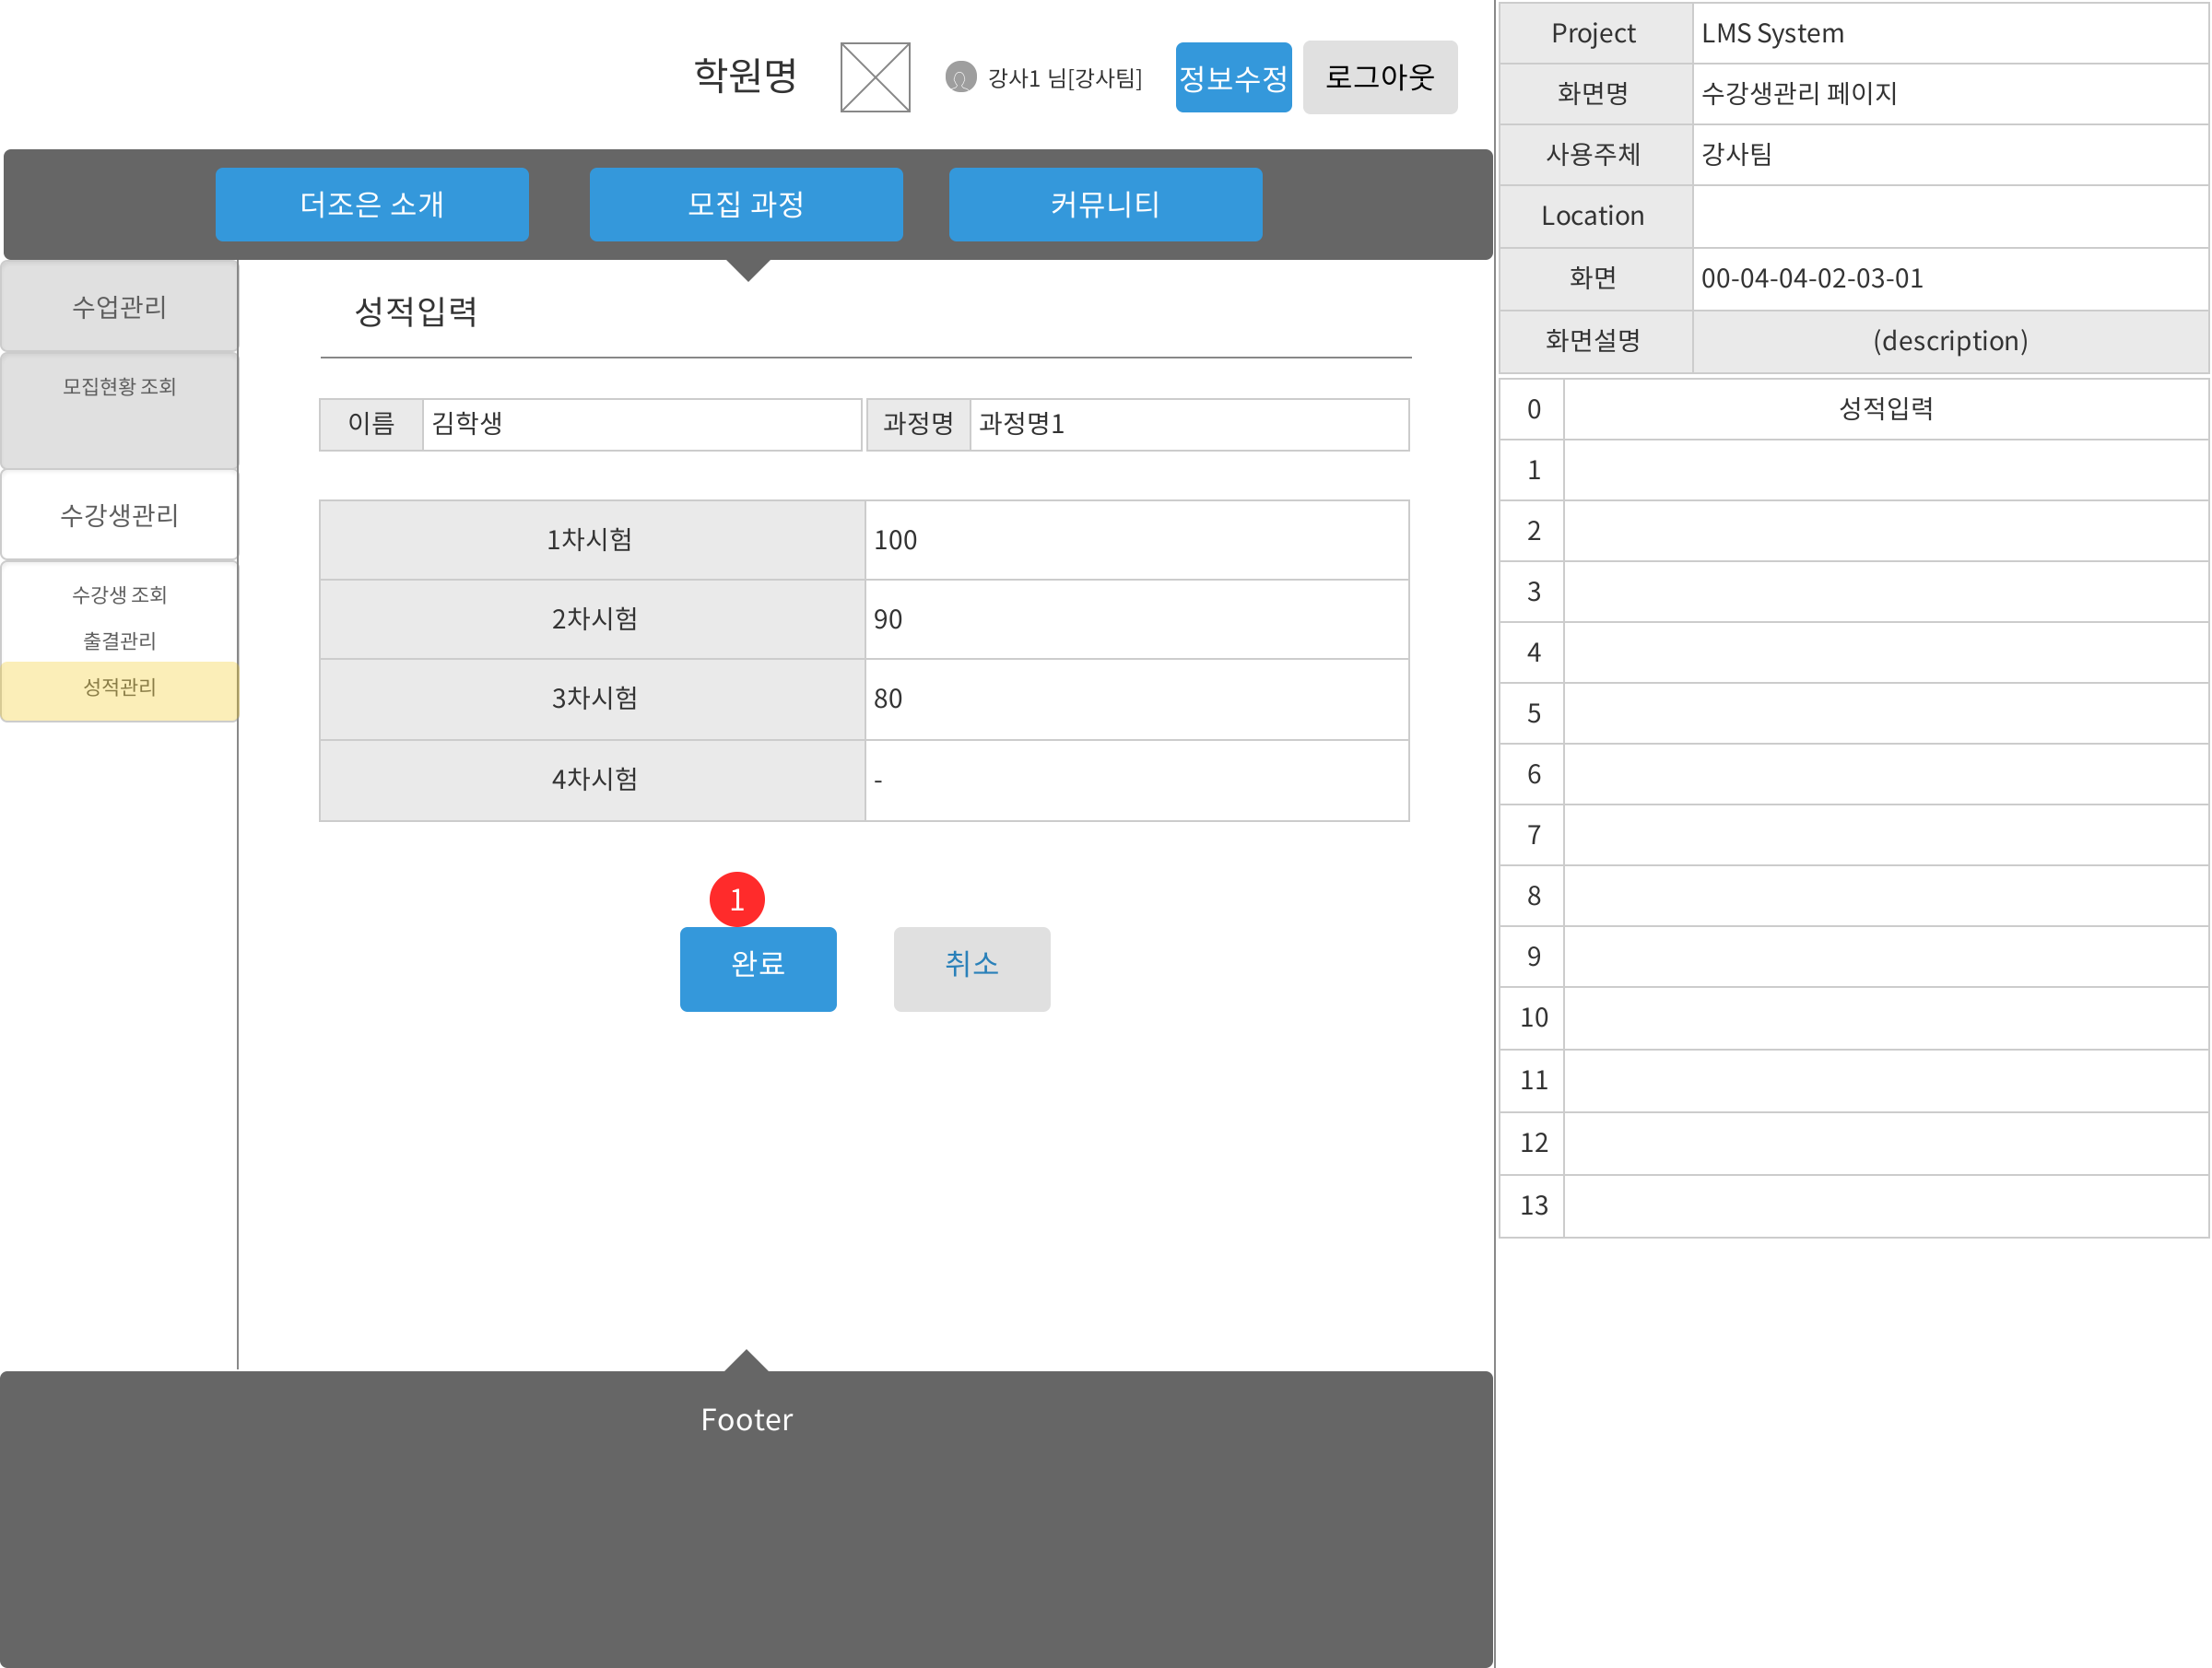 학원명
강사1 님[강사팀]
정보수정
로그아웃
더조은 소개
모집 과정
커뮤니티
수업관리
모집현황 조회
수강생관리
수강생 조회
출결관리
성적관리
성적입력
이름 김학생 과정명 과정명1
1차시험 100
2차시험 90
3차시험 80
4차시험 -
1
완료
취소
Footer
Project LMS System
화면명 수강생관리 페이지
사용주체 강사팀
Location
화면 00-04-04-02-03-01
화면설명 (description)
0 성적입력
1
2
3
4
5
6
7
8
9
10
11
12
13